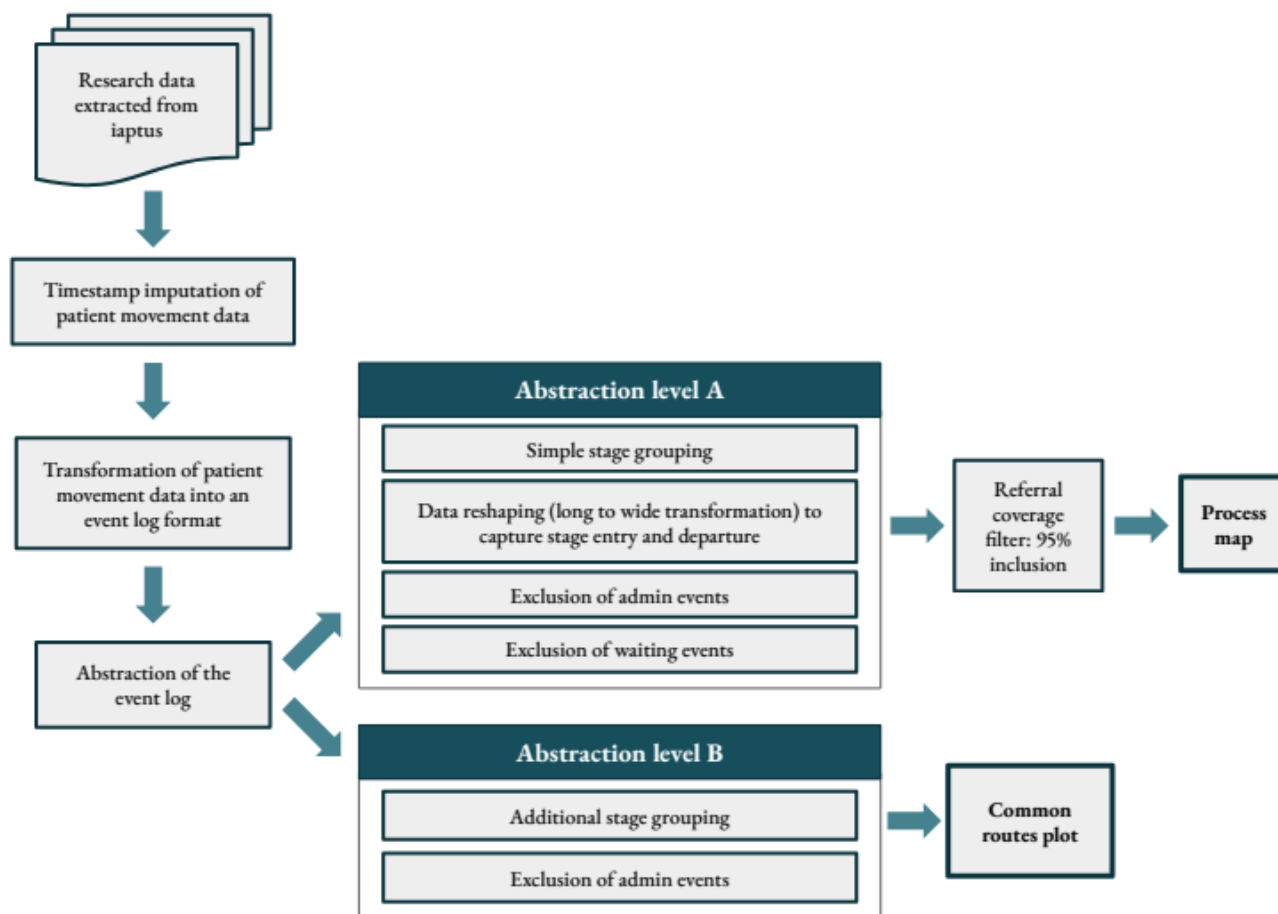 Research data
extracted from
iaptus
Timestamp imputation of
patient movement data
Transformation of patient
movement data into an
event log format
Abstraction of the
event log
Abstraction level A
Simple stage grouping
Data reshaping (long to wide transformation) to
capture stage entry and departure
Exclusion of admin events
Exclusion of waiting events
Referral
coverage
filter: 95%
inclusion
Process
map
Abstraction level B
Additional stage grouping
Exclusion of admin events
Common
routes plot